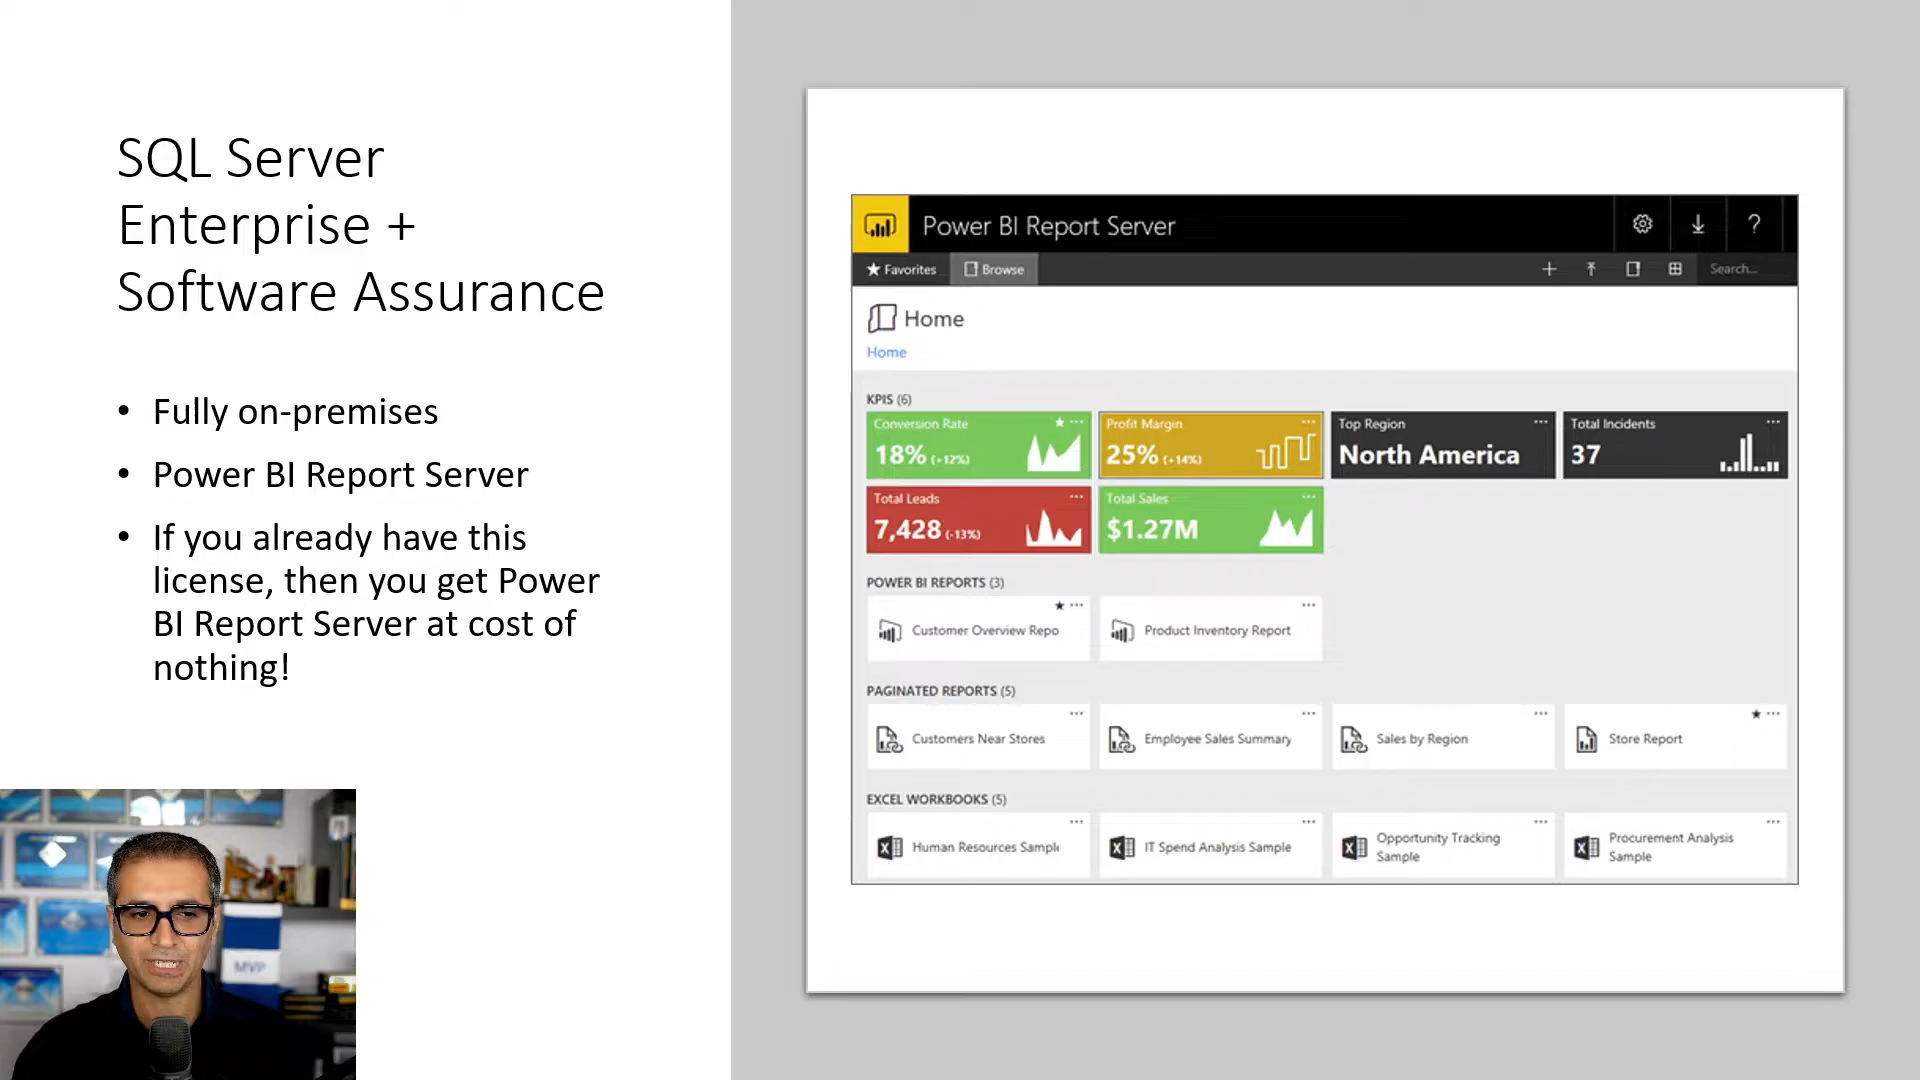 SQL Server
Enterprise +
Software Assurance
• Fully on-premises
• Power BI Report Server
• If you already have this
license, then you get Power
BI Report Server at cost of
nothing!
MVP
Power BI Report Server
?
Favorites
Browse
Search...
Home
Home
KPIS (6)
Conversion Rate
18% (+12%)
Profit Margin
25% (+14%)
Top Region
North America
Total Incidents
37
Total Leads
7,428 (-13%)
Total Sales
$1.27M
POWER BI REPORTS (3)
Customer Overview Repo
Product Inventory Report
PAGINATED REPORTS (5)
Customers Near Stores
Employee Sales Summary
Sales by Region
Store Report
EXCEL WORKBOOKS (5)
Human Resources Sample
IT Spend Analysis Sample
Opportunity Tracking
Sample
Procurement Analysis
Sample